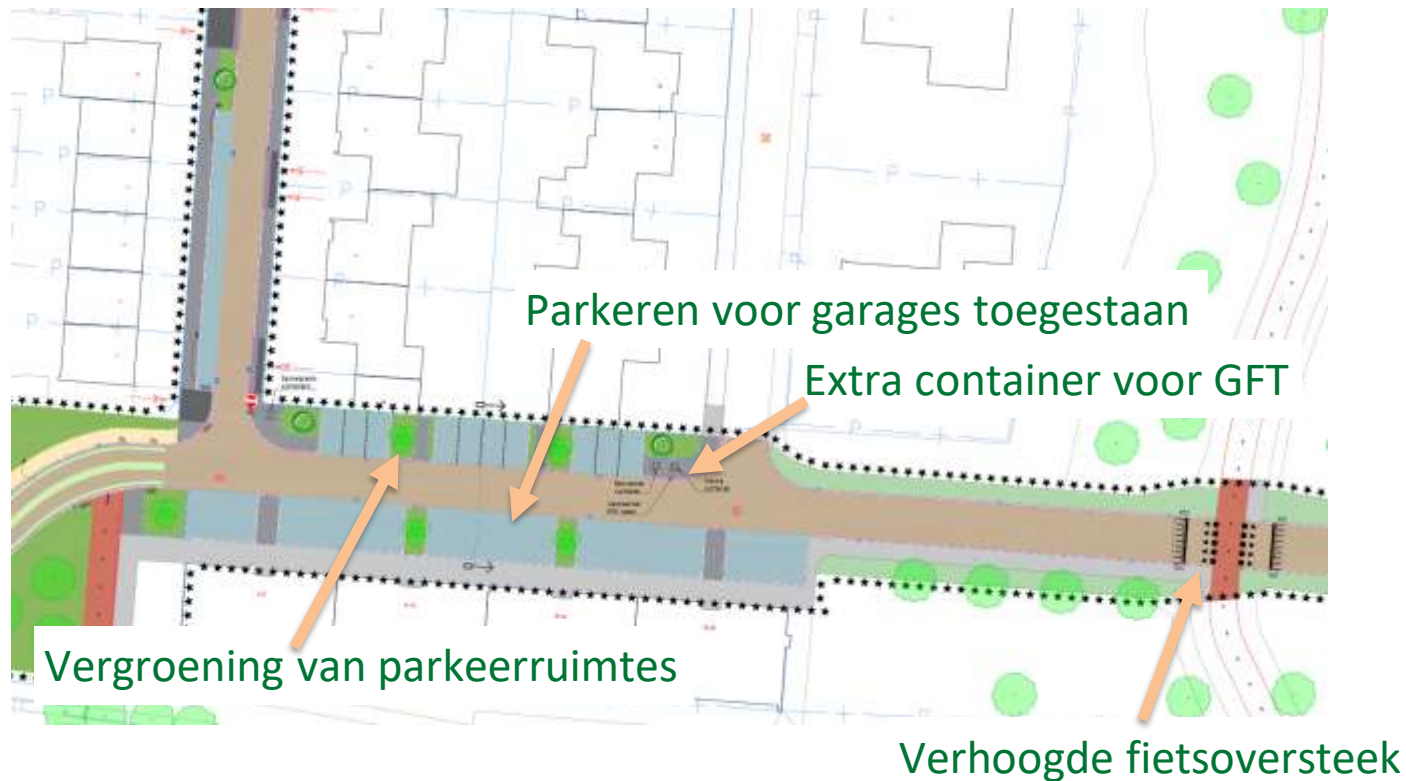 Parkeren voor garages toegestaan
Extra container voor GFT
Vergroening van parkeerruimtes
Verhoogde fietsoversteek